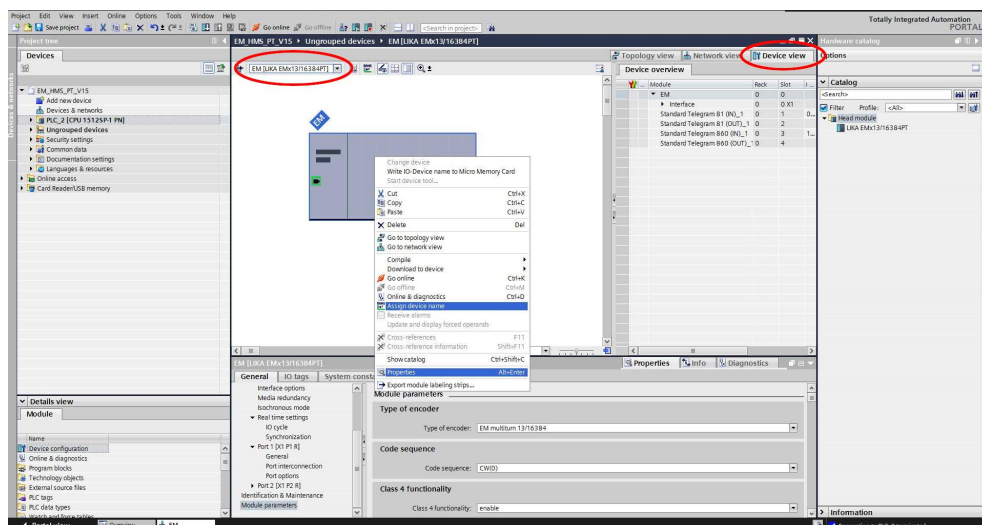 Project Edit View Insert Online Options Tools Window Help
Totally Integrated Automation
PORTAL
Save project
Go online
Go offline
<Search in project>
Project tree
EM_HMS_PT_V15 Ungrouped devices EM [LIKA EMx13/16384PT]
Hardware catalog
Devices
Topology view
Network view
Device view
Options
EM [LIKA EMx13/16384PT]
Device overview
EM_HMS_PT_V15
Add new device
Devices & networks
PLC_2 [CPU 1512SP-1 PN]
Ungrouped devices
Security settings
Common data
Documentation settings
Languages & resources
Online access
Card Reader/USB memory
Devices & networks
EM
Module Rack Slot I...
EM 0 0
Interface 0 0 X1
Standard Telegram 81 (IN)_1 0 1 0...
Standard Telegram 81 (OUT)_1 0 2
Standard Telegram 860 (IN)_1 0 3 1...
Standard Telegram 860 (OUT)_1 0 4
Catalog
<Search>
Filter Profile: <All>
Head module
LIKA EMx13/16384PT
Change device
Write IO-Device name to Micro Memory Card
Start device tool...
Cut Ctrl+X
Copy Ctrl+C
Paste Ctrl+V
Delete Del
Go to topology view
Go to network view
Compile
Download to device
Go online Ctrl+K
Go offline Ctrl+M
Online & diagnostics Ctrl+D
Assign device name
Receive alarms
Update and display forced operands
Cross-references F11
Cross-reference information Shift+F11
Show catalog Ctrl+Shift+C
Properties Alt+Enter
Export module labeling strips...
EM [LIKA EMx13/16384PT]
Properties
Info
Diagnostics
General
IO tags
System consta
Interface options
Media redundancy
Isochronous mode
Real time settings
IO cycle
Synchronization
Port 1 [X1 P1 R]
General
Port interconnection
Port options
Port 2 [X1 P2 R]
Identification & Maintenance
Module parameters
Module parameters
Type of encoder
Type of encoder: EM multiturn 13/16384
Code sequence
Code sequence: CW(0)
Class 4 functionality
Class 4 functionality: enable
Details view
Module
Name
Device configuration
Online & diagnostics
Program blocks
Technology objects
External source files
PLC tags
PLC data types
Watch and force tables
Information
Portal view
Overview
EM